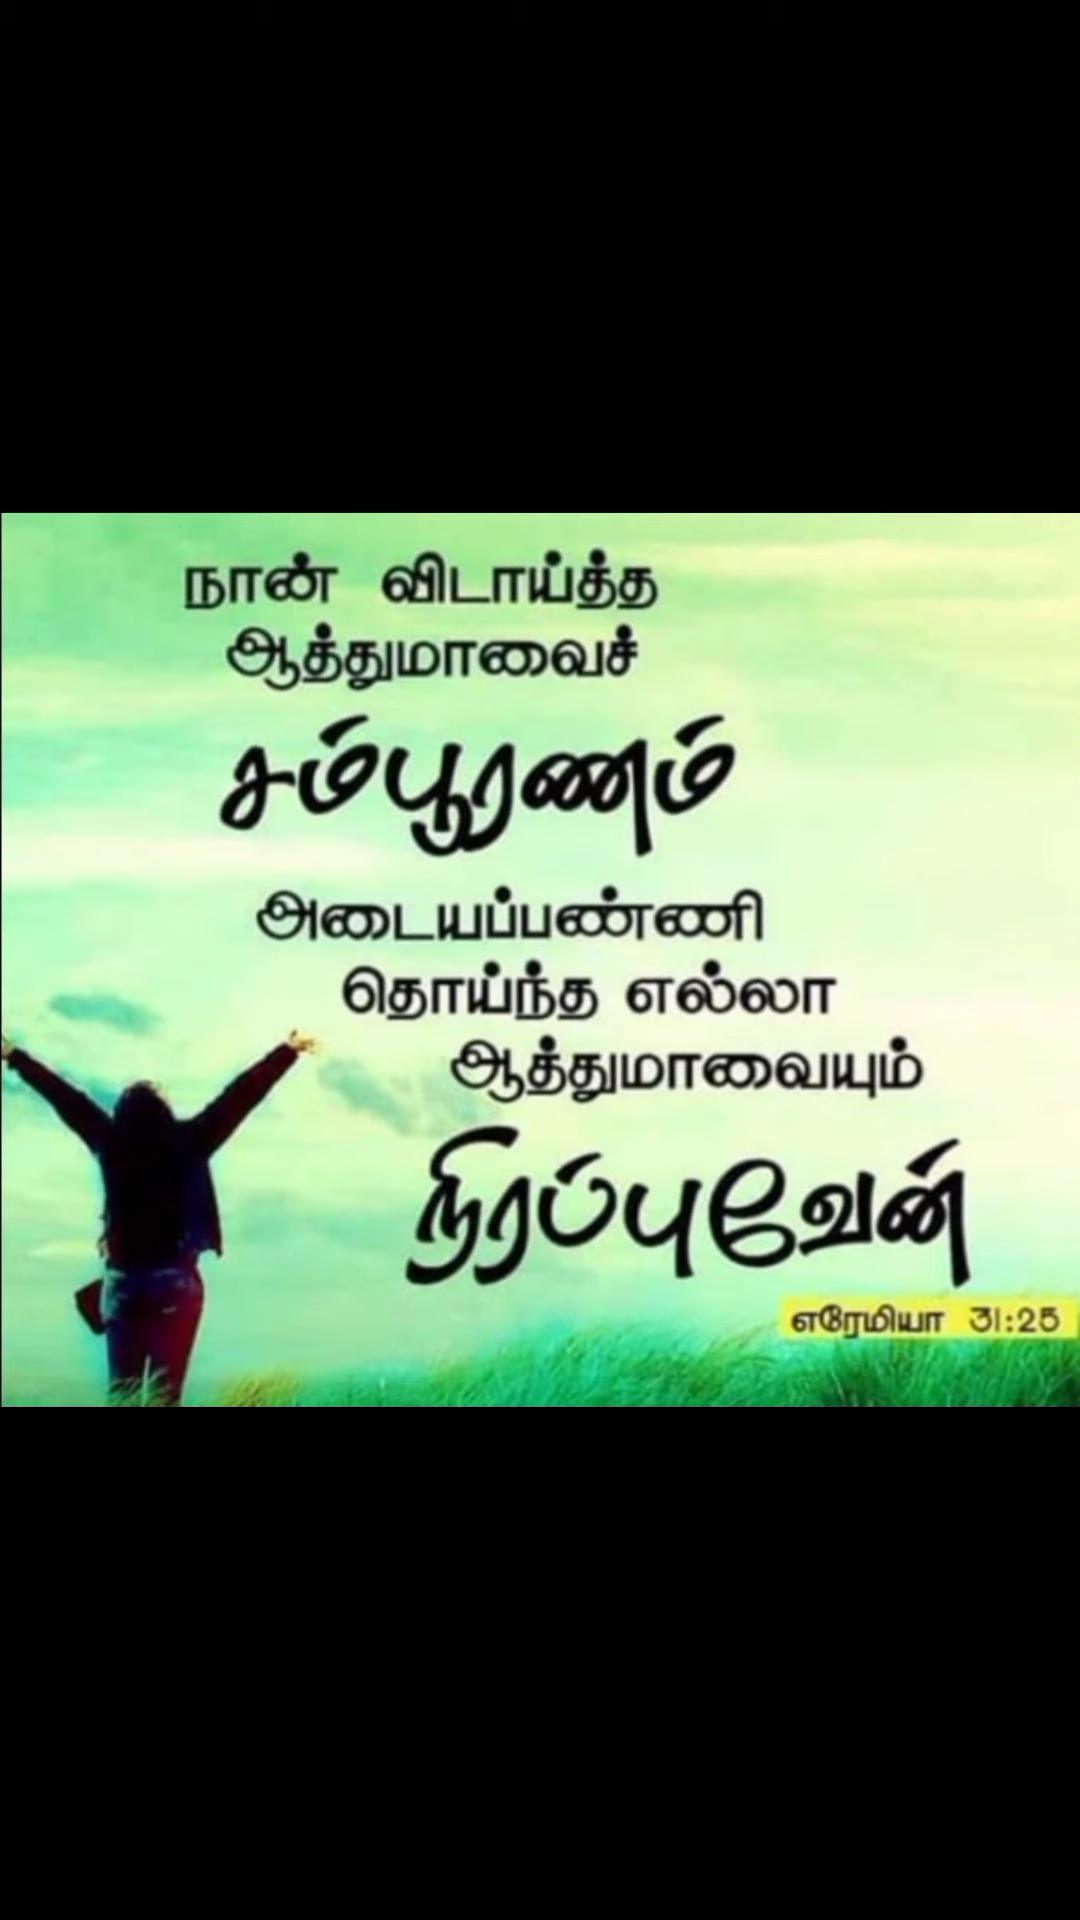 நான் விடாய்த்த
ஆத்துமாவைச்
சம்பூரணம்
அடையப்பண்ணி
தொய்ந்த எல்லா
ஆத்துமாவையும்
நிரப்புவேன்
எரேமியா 31:25